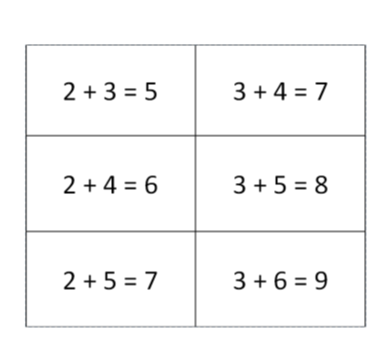 2 + 3 = 5
3 + 4 = 7
2 + 4 = 6
3 + 5 = 8
2 + 5 = 7
3 + 6 = 9